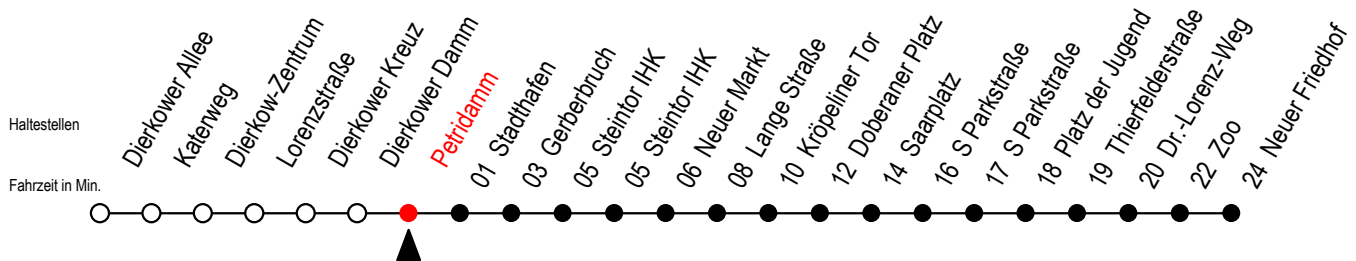 Haltestellen
Fahrzeit in Min.
Dierkower Allee
Katerweg
Dierkow-Zentrum
Lorenzstraße
Dierkower Kreuz
Dierkower Damm
Petridamm
01 Stadthafen
03 Gerberbruch
05 Steintor IHK
05 Steintor IHK
06 Neuer Markt
08 Lange Straße
10 Kröpeliner Tor
12 Doberaner Platz
14 Saarplatz
16 S Parkstraße
17 S Parkstraße
18 Platz der Jugend
19 Thierfelderstraße
20 Dr.-Lorenz-Weg
22 Zoo
24 Neuer Friedhof